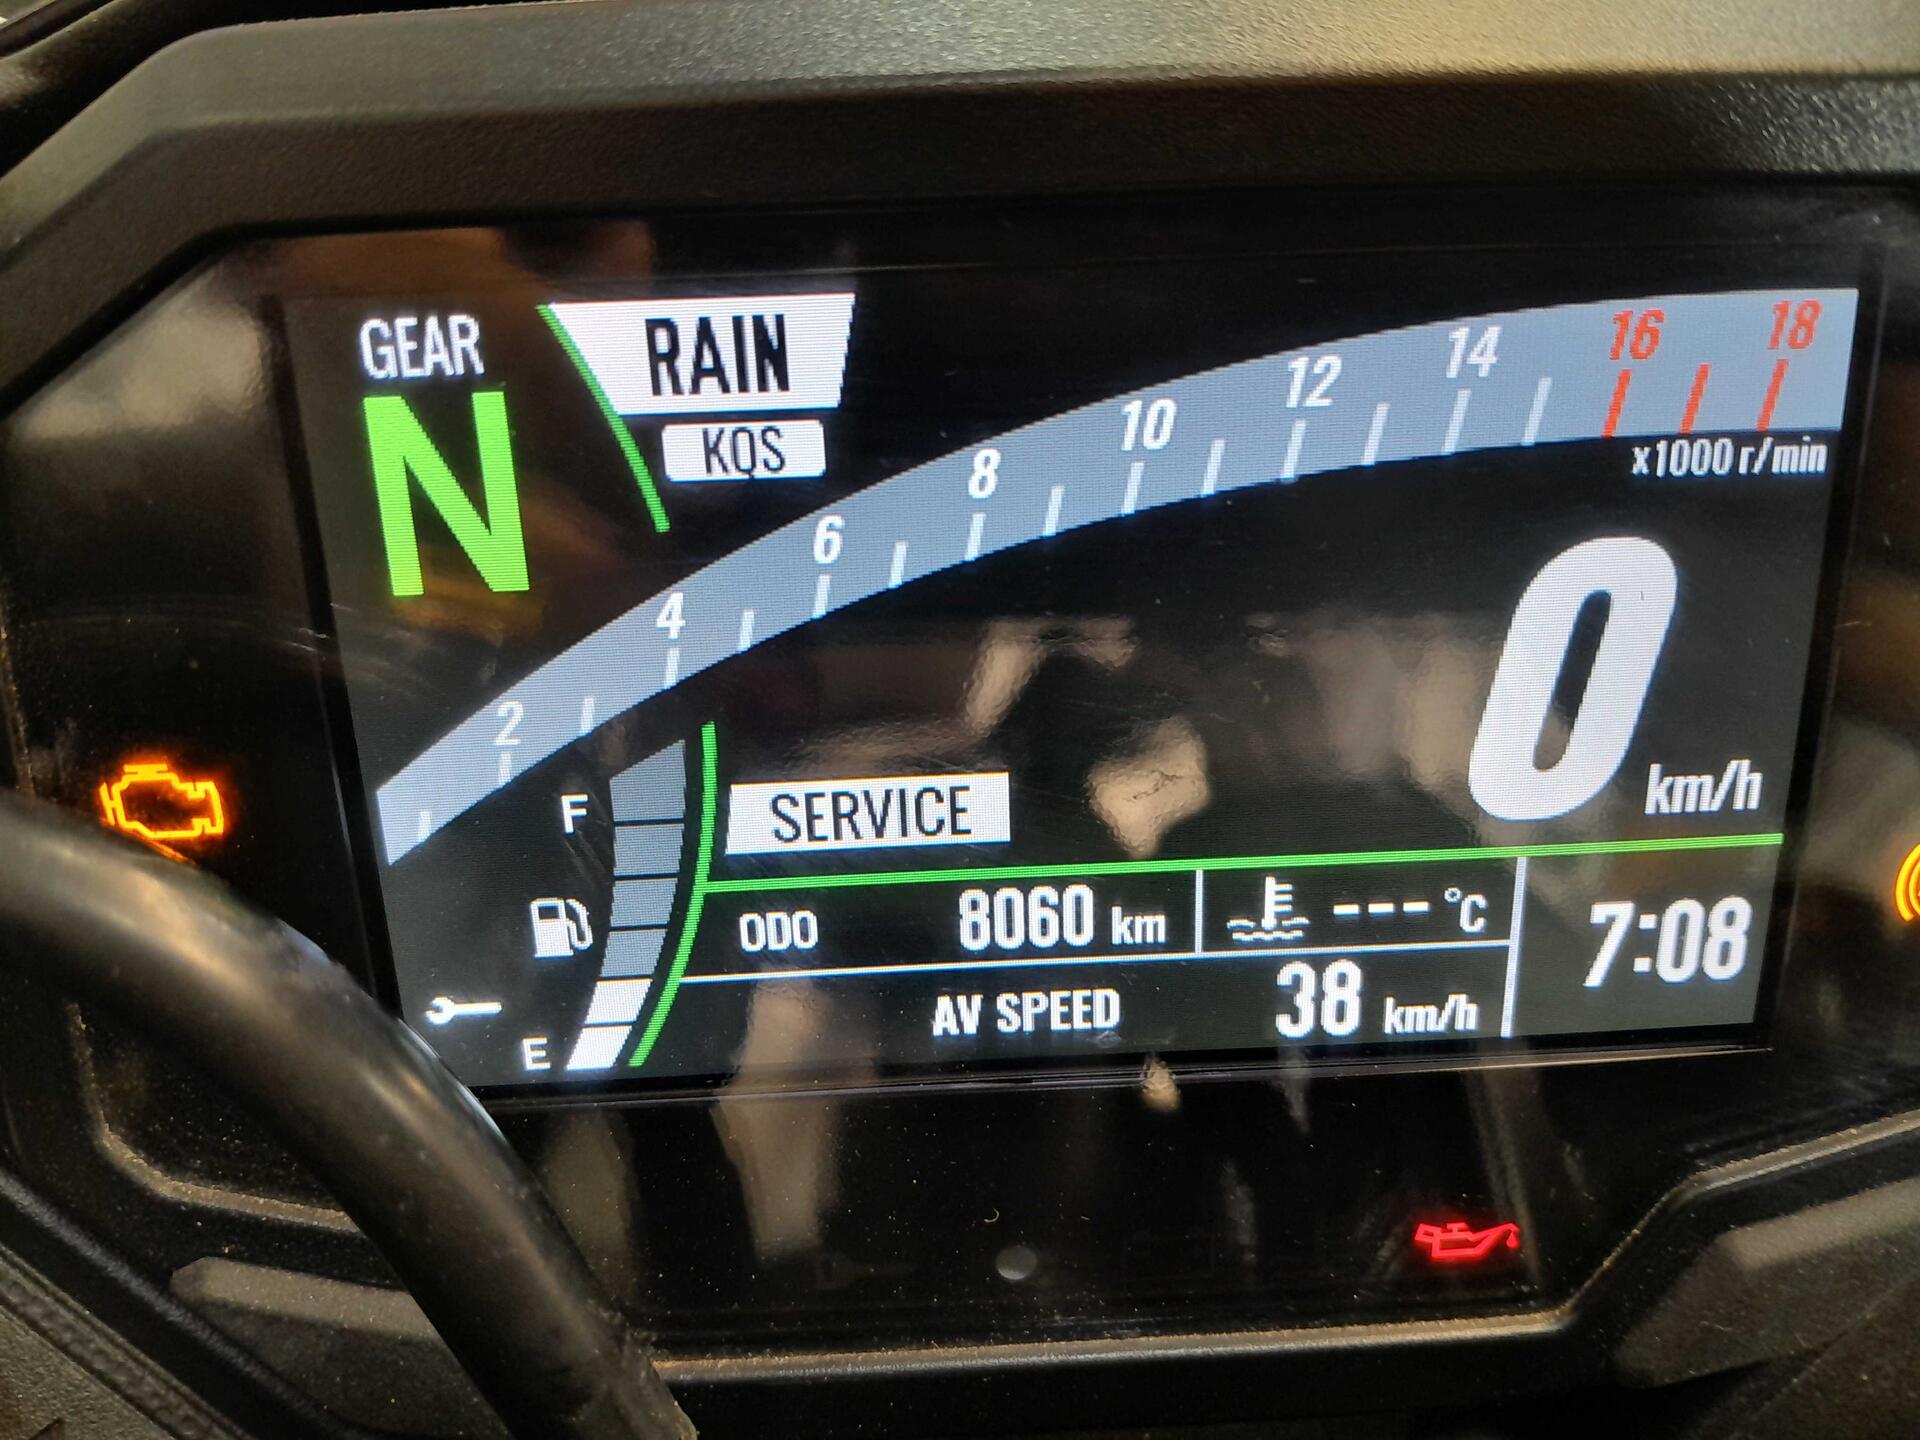 GEAR
N
RAIN
KQS
2
4
6
8
10
12
14
16
18
x1000 r/min
0 km/h
F
E
SERVICE
ODO 8060 km
---°C
AV SPEED 38 km/h
7:08